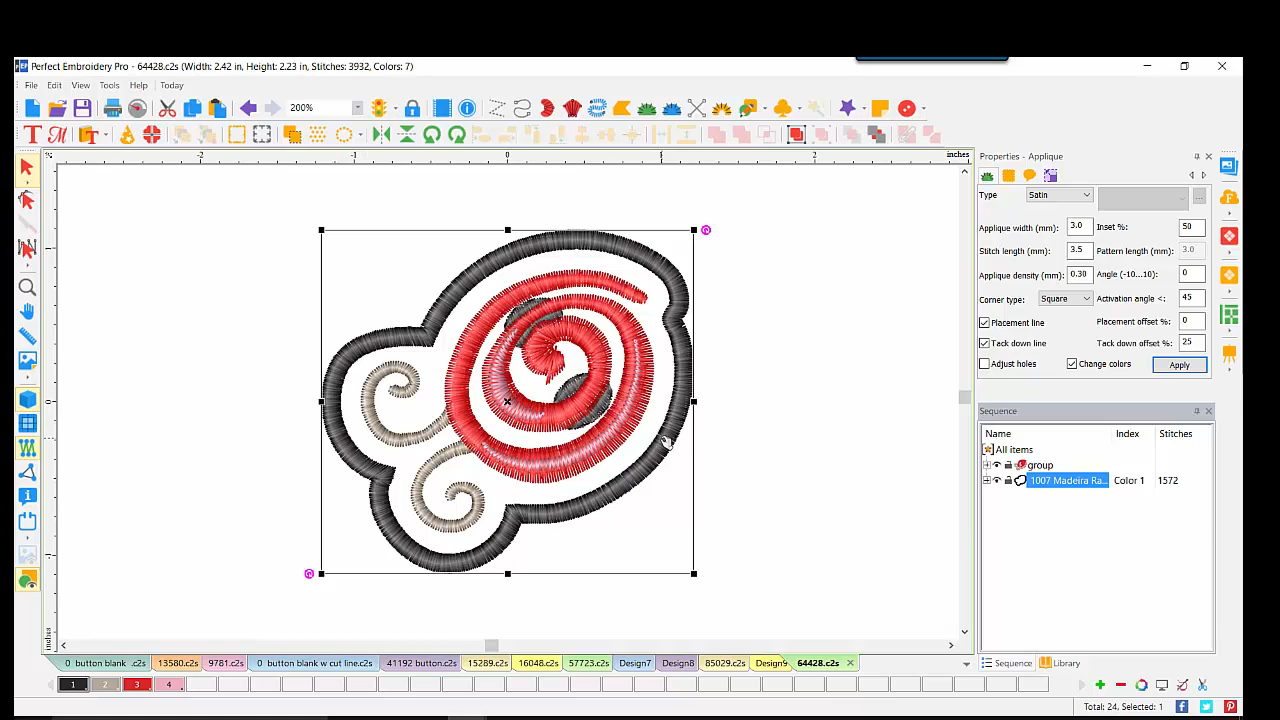 Perfect Embroidery Pro - 64428.c2s (Width: 2.42 in, Height: 2.23 in, Stitches: 3932, Colors: 7)
File Edit View Tools Help Today
200%
T M T
-2 -1 0 1 2 inches
0
inches
Properties - Applique
Type Satin
Applique width (mm): 3.0 Inset %: 50
Stitch length (mm): 3.5 Pattern length (mm): 3.0
Applique density (mm): 0.30 Angle (-10...10): 0
Corner type: Square Activation angle <: 45
Placement line Placement offset %: 0
Tack down line Tack down offset %: 25
Adjust holes Change colors Apply
Sequence
Name Index Stitches
All items
group
1007 Madeira Ra... Color 1 1572
0 button blank .c2s 13580.c2s 9781.c2s 0 button blank w cut line.c2s 41192 button.c2s 15289.c2s 16048.c2s 57723.c2s Design7 Design8 85029.c2s Design9 64428.c2s
Sequence Library
1 2 3 4
Total: 24, Selected: 1